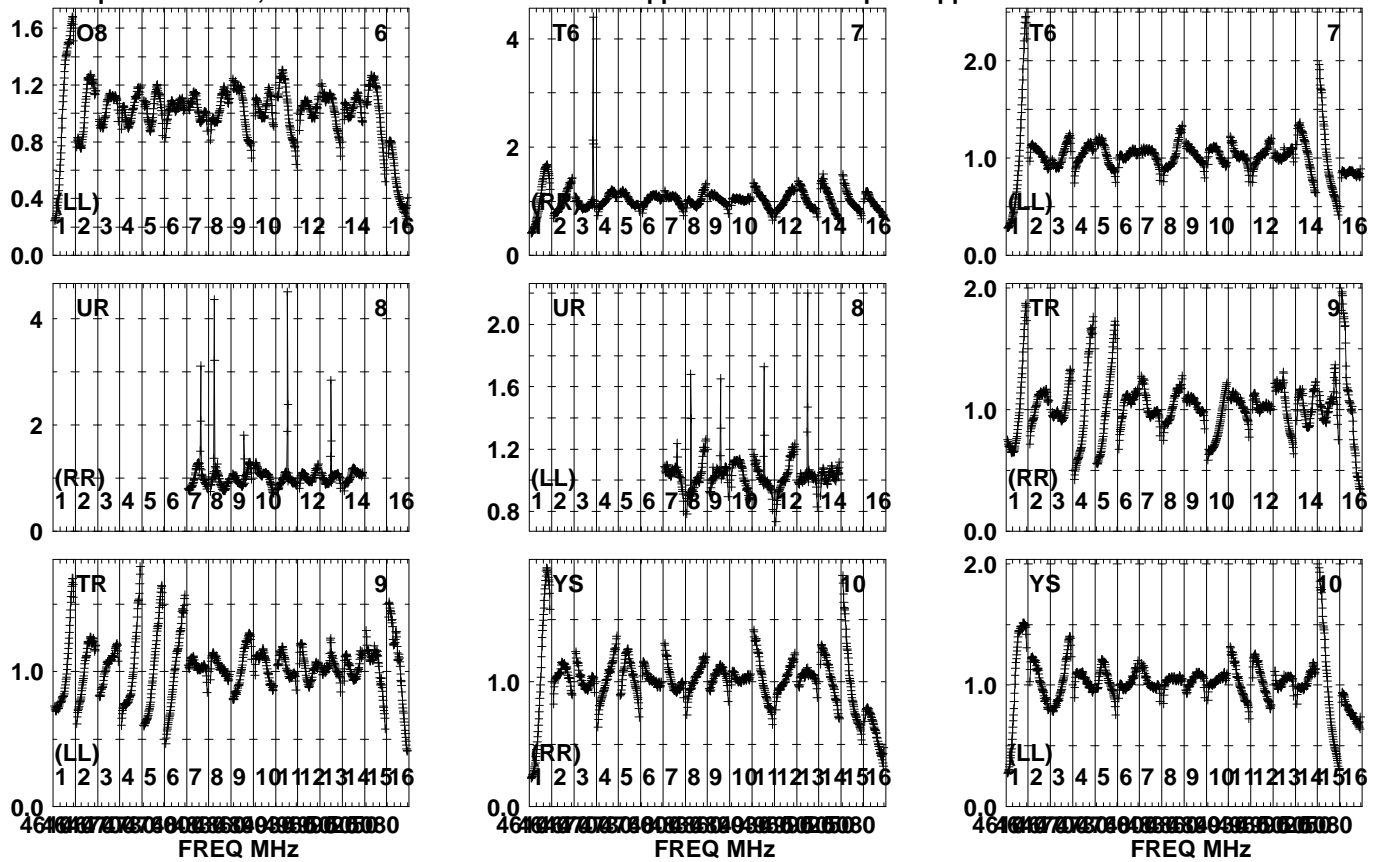 1.6 O8 6
1.2
0.8
0.4 (LL)
1 2 3 4 5 6 7 8 9 10 12 14 16
4 T6 7
2
(RR)
0 1 2 3 4 5 6 7 8 9 10 12 14 16
T6 7
2.0
1.0
(LL)
0.0 1 2 3 4 5 6 7 8 9 10 12 14 16
UR 8
4
2
(RR)
0 1 2 3 4 5 6 7 8 9 10 12 14 16
UR 8
2.0
1.6
1.2
(LL)
0.8 1 2 3 4 5 6 7 8 9 10 12 14 16
2.0 TR 9
1.0
(RR)
0.0 1 2 3 4 5 6 7 8 9 10 12 14 16
TR 9
1.0
(LL)
0.0 1 2 3 4 5 6 7 8 9 10 11 12 13 14 15 16
FREQ MHz
YS 10
1.0
(RR)
0.0 1 2 3 4 5 6 7 8 9 10 11 12 13 14 15 16
FREQ MHz
2.0 YS 10
1.0
(LL)
0.0 1 2 3 4 5 6 7 8 9 10 11 12 13 14 15 16
FREQ MHz